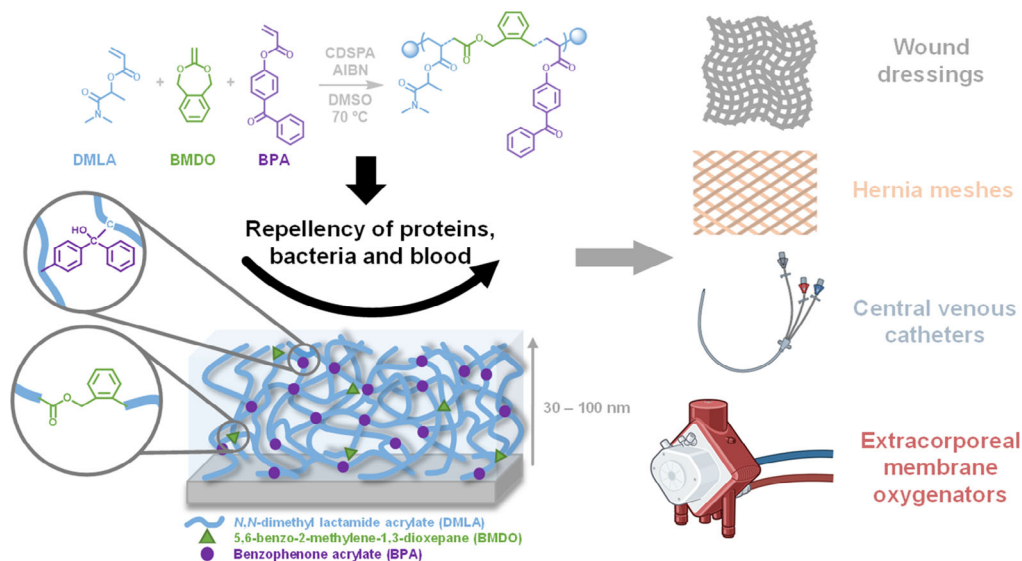 CDSPA
AIBN
DMSO
70 °C
+
+
DMLA
BMDO
BPA
Repellency of proteins,
bacteria and blood
HO
C
C
O
O
30 – 100 nm
N,N-dimethyl lactamide acrylate (DMLA)
5,6-benzo-2-methylene-1,3-dioxepane (BMDO)
Benzophenone acrylate (BPA)
Wound
dressings
Hernia meshes
Central venous
catheters
Extracorporeal
membrane
oxygenators